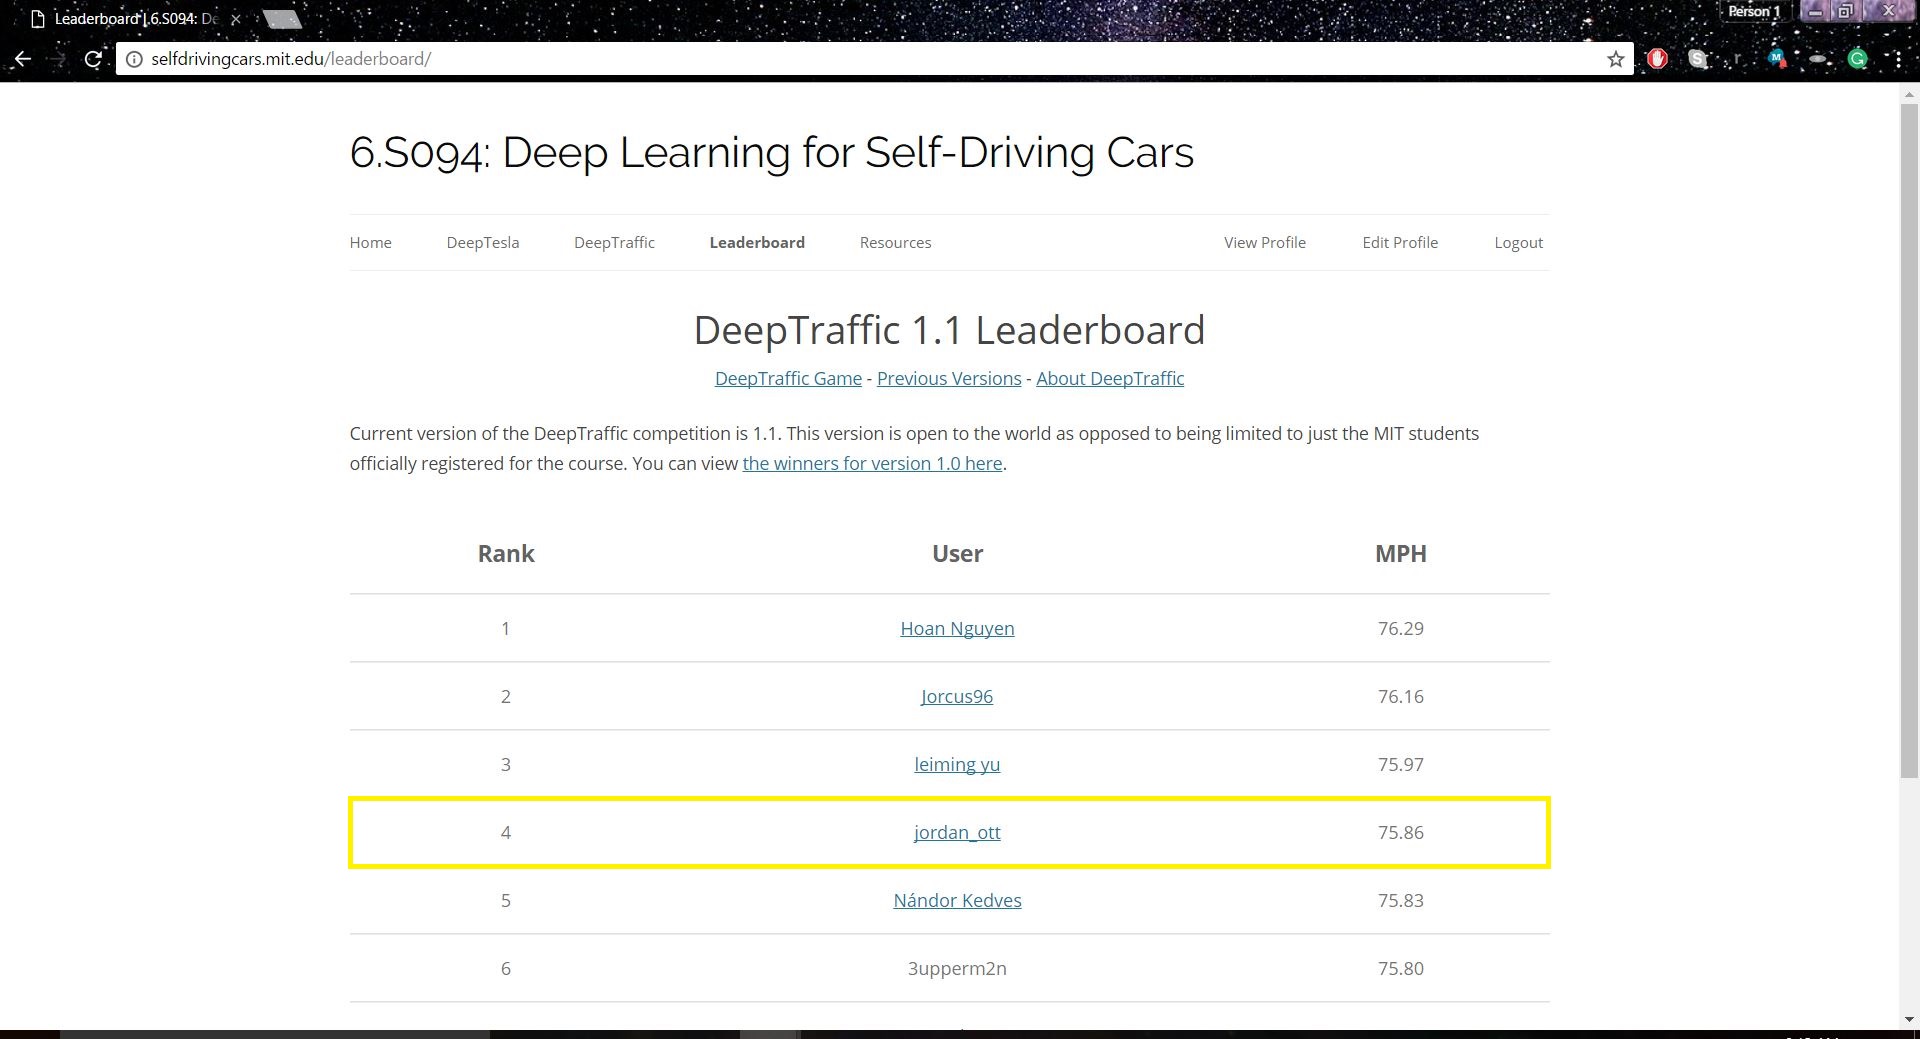 Leaderboard | 6.S094: De
Person 1
selfdrivingcars.mit.edu/leaderboard/
6.S094: Deep Learning for Self-Driving Cars
Home DeepTesla DeepTraffic Leaderboard Resources View Profile Edit Profile Logout
DeepTraffic 1.1 Leaderboard
DeepTraffic Game - Previous Versions - About DeepTraffic
Current version of the DeepTraffic competition is 1.1. This version is open to the world as opposed to being limited to just the MIT students
officially registered for the course. You can view the winners for version 1.0 here.
Rank User MPH
1 Hoan Nguyen 76.29
2 Jorcus96 76.16
3 leiming yu 75.97
4 jordan_ott 75.86
5 Nándor Kedves 75.83
6 3upperm2n 75.80